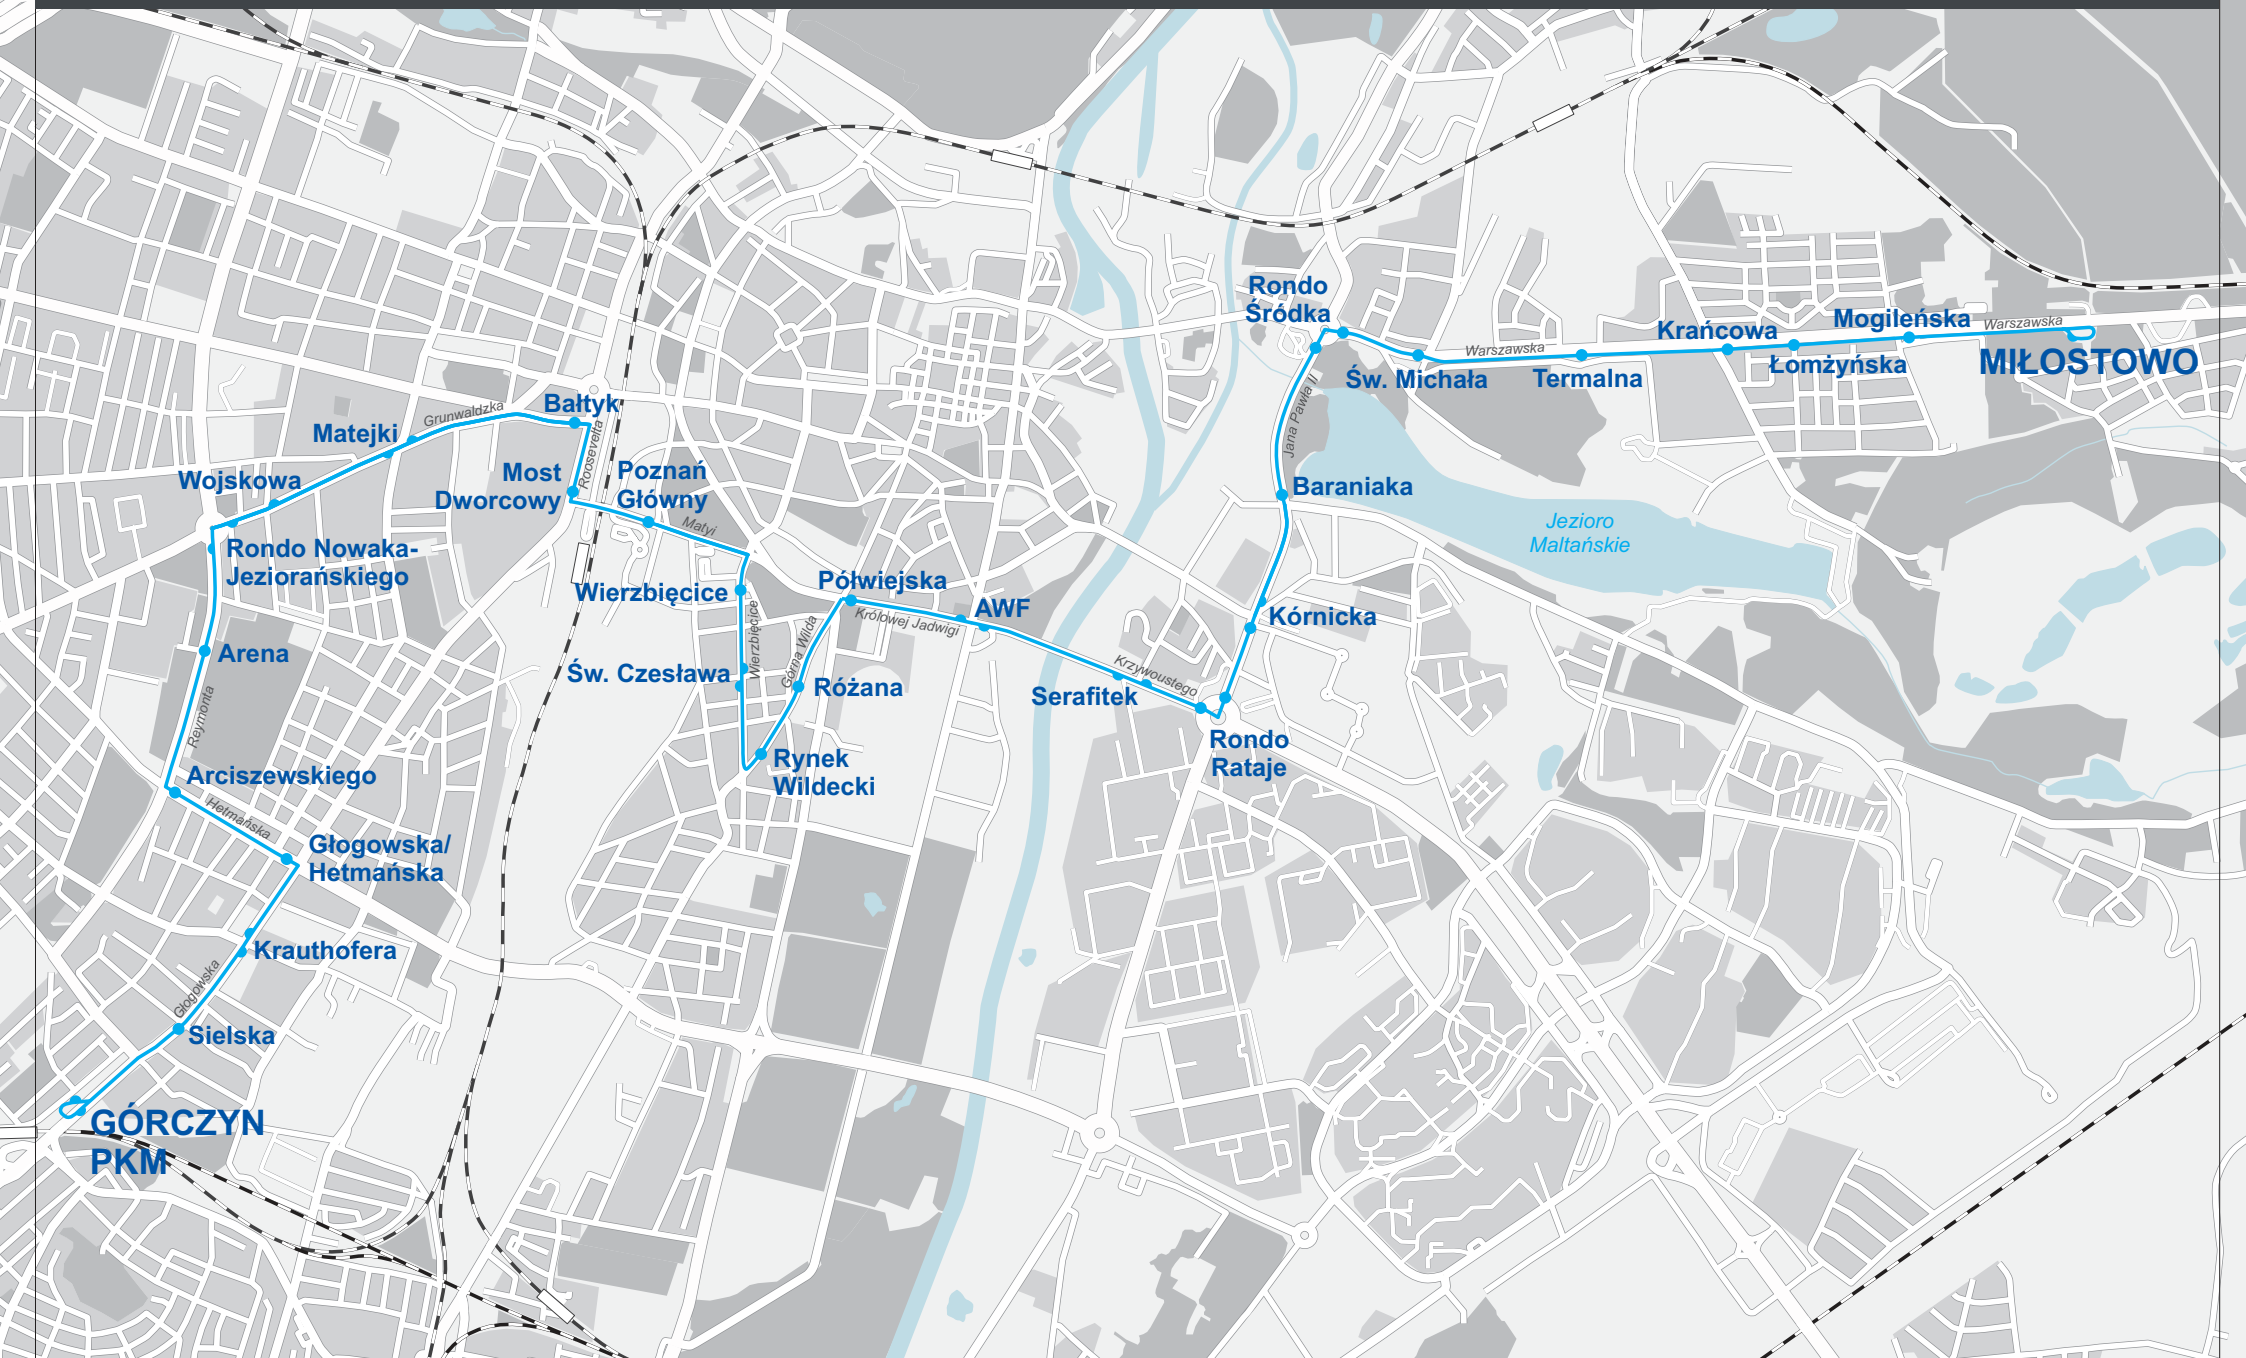 Rondo
Śródka
Krańcowa
Mogileńska
Warszawska
Warszawska
Św. Michała
Termalna
Łomżyńska
MIŁOSTOWO
Jana Pawła II
Bałtyk
Grunwaldzka
Matejki
Roosevelta
Wojskowa
Most
Dworcowy
Poznań
Główny
Matyi
Baraniaka
Jezioro
Maltańskie
Rondo Nowaka-
Jeziorańskiego
Wierzbięcice
Wierzbięcice
Półwiejska
Królowej Jadwigi
AWF
Kórnicka
Arena
Św. Czesława
Górna Wilda
Różana
Krzywoustego
Serafitek
Reymonta
Rondo
Rataje
Rynek
Wildecki
Arciszewskiego
Hetmańska
Głogowska/
Hetmańska
Krauthofera
Głogowska
Sielska
GÓRCZYN
PKM